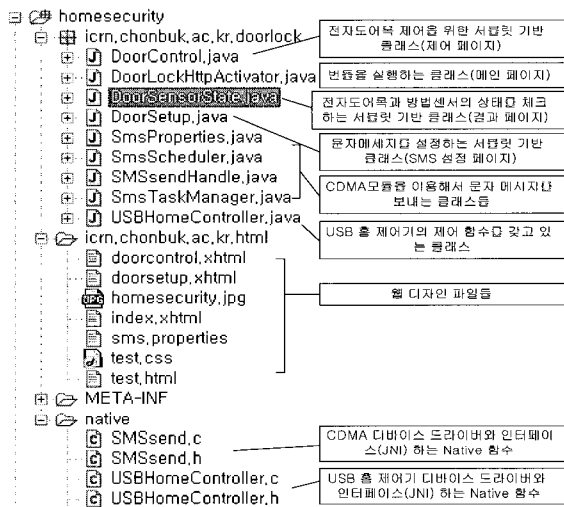 homesecurity
icrn,chonbuk,ac,kr,doorlock
DoorControl.java
DoorLockHttpActivator.java
DoorSensorState.java
DoorSetup.java
SmsProperties.java
SmsScheduler.java
SMSsendHandle.java
SmsTaskManager.java
USBHomeController.java
icrn,chonbuk,ac,kr,html
doorcontrol,xhtml
doorsetup,xhtml
homesecurity,jpg
index,xhtml
sms,properties
test,css
test,html
META-INF
native
SMSsend,c
SMSsend,h
USBHomeController,c
USBHomeController,h
전자도어록 제어을 위한 서블릿 기반
클래스(제어 페이지)
번들을 실행하는 클래스(메인 페이지)
전자도어록과 방범센서의 상태를 체크
하는 서블릿 기반 클래스(결과 페이지)
문자메세지를 설정하는 서블릿 기반
클래스(SMS 설정 페이지)
CDMA모듈을 이용해서 문자 메시지를
보내는 클래스들
USB 홈 제어기의 제어 함수를 갖고 있
는 클래스
웹 디자인 파일들
CDMA 디바이스 드라이버와 인터페이
스(JNI) 하는 Native 함수
USB 홈 제어기 디바이스 드라이버와
인터페이스(JNI) 하는 Native 함수